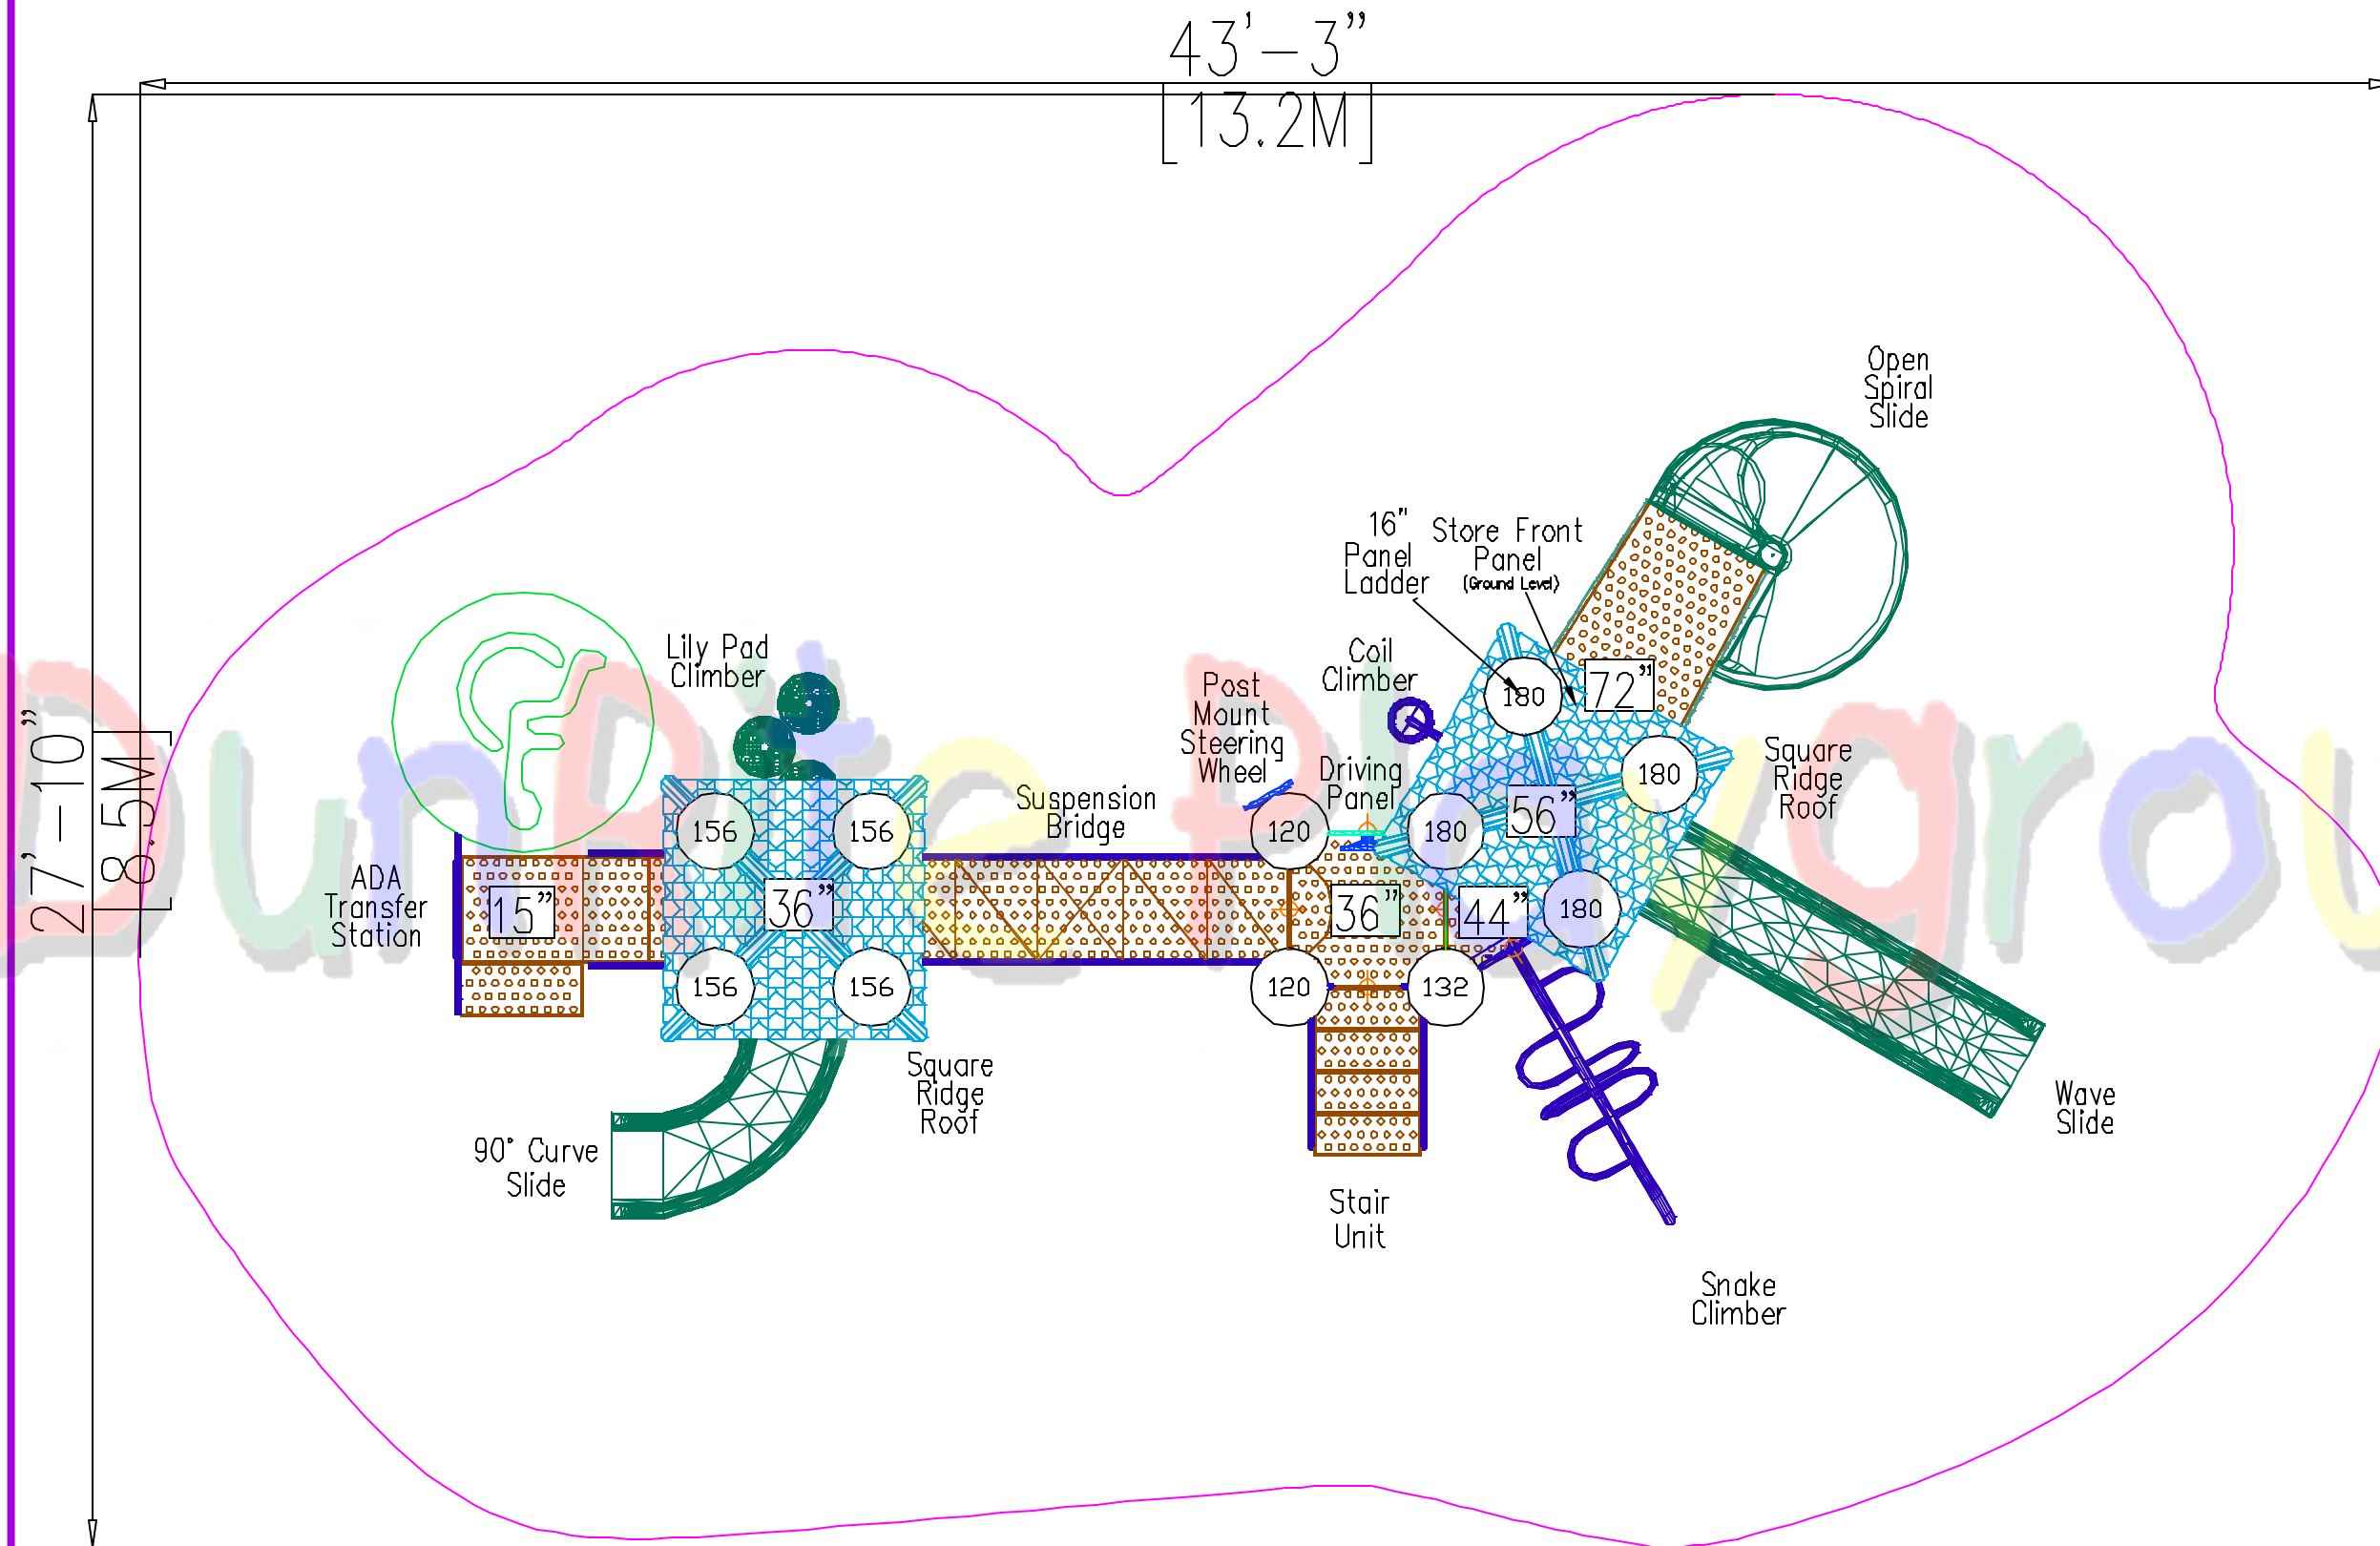 43'-3"
[13.2M]
27'-10"
8.5M
Open
Spiral
Slide
16"
Panel
Ladder
Store Front
Panel
(Ground Level)
Lily Pad
Climber
Coil
Climber
Post
Mount
Steering
Wheel
Driving
Panel
180
72"
Square
Ridge
Roof
180
Suspension
Bridge
156
156
120
180
56"
ADA
Transfer
Station
15"
36"
36"
44"
180
156
156
120
132
Square
Ridge
Roof
90° Curve
Slide
Wave
Slide
Stair
Unit
Snake
Climber
DunRite Playgrou